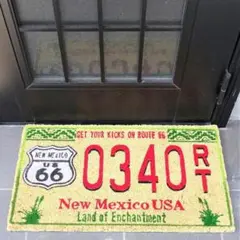 GET YOUR KICKS ON ROUTE 66
NEW MEXICO
US
66
0340
RT
New Mexico USA
Land of Enchantment